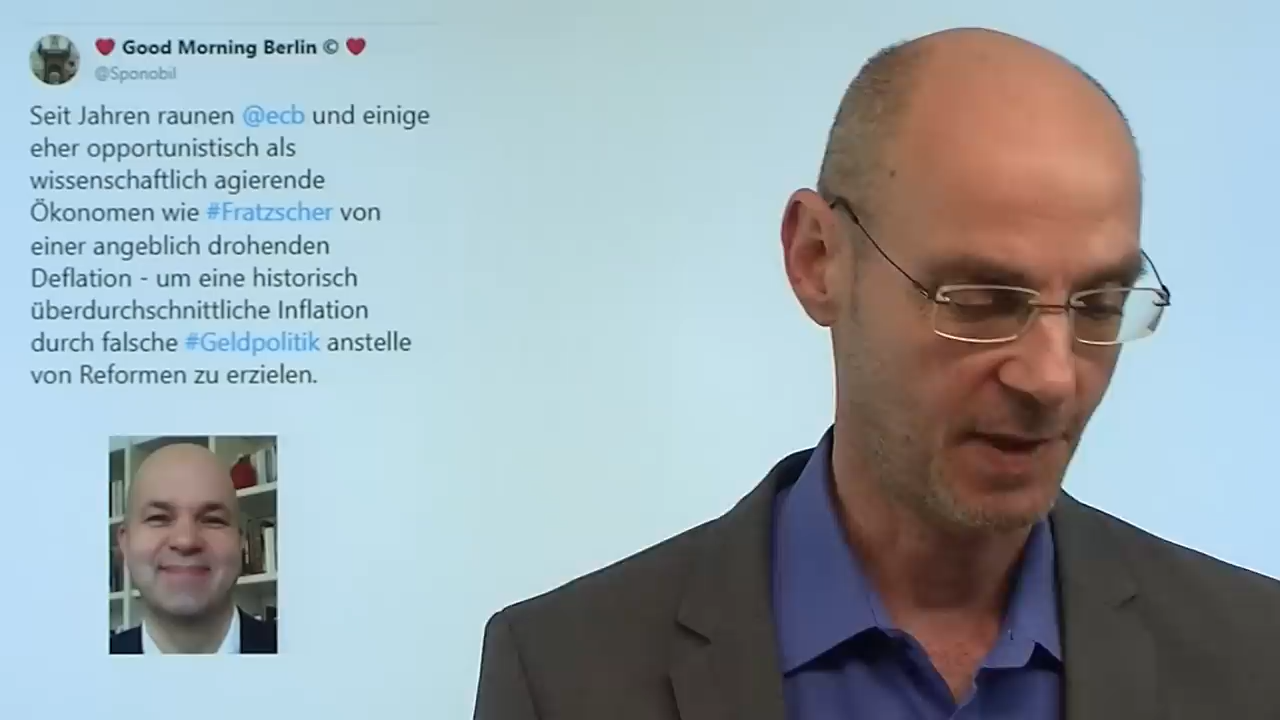 ❤ Good Morning Berlin © ❤
@Sponobil
Seit Jahren raunen @ecb und einige
eher opportunistisch als
wissenschaftlich agierende
Ökonomen wie #Fratzscher von
einer angeblich drohenden
Deflation - um eine historisch
überdurchschnittliche Inflation
durch falsche #Geldpolitik anstelle
von Reformen zu erzielen.